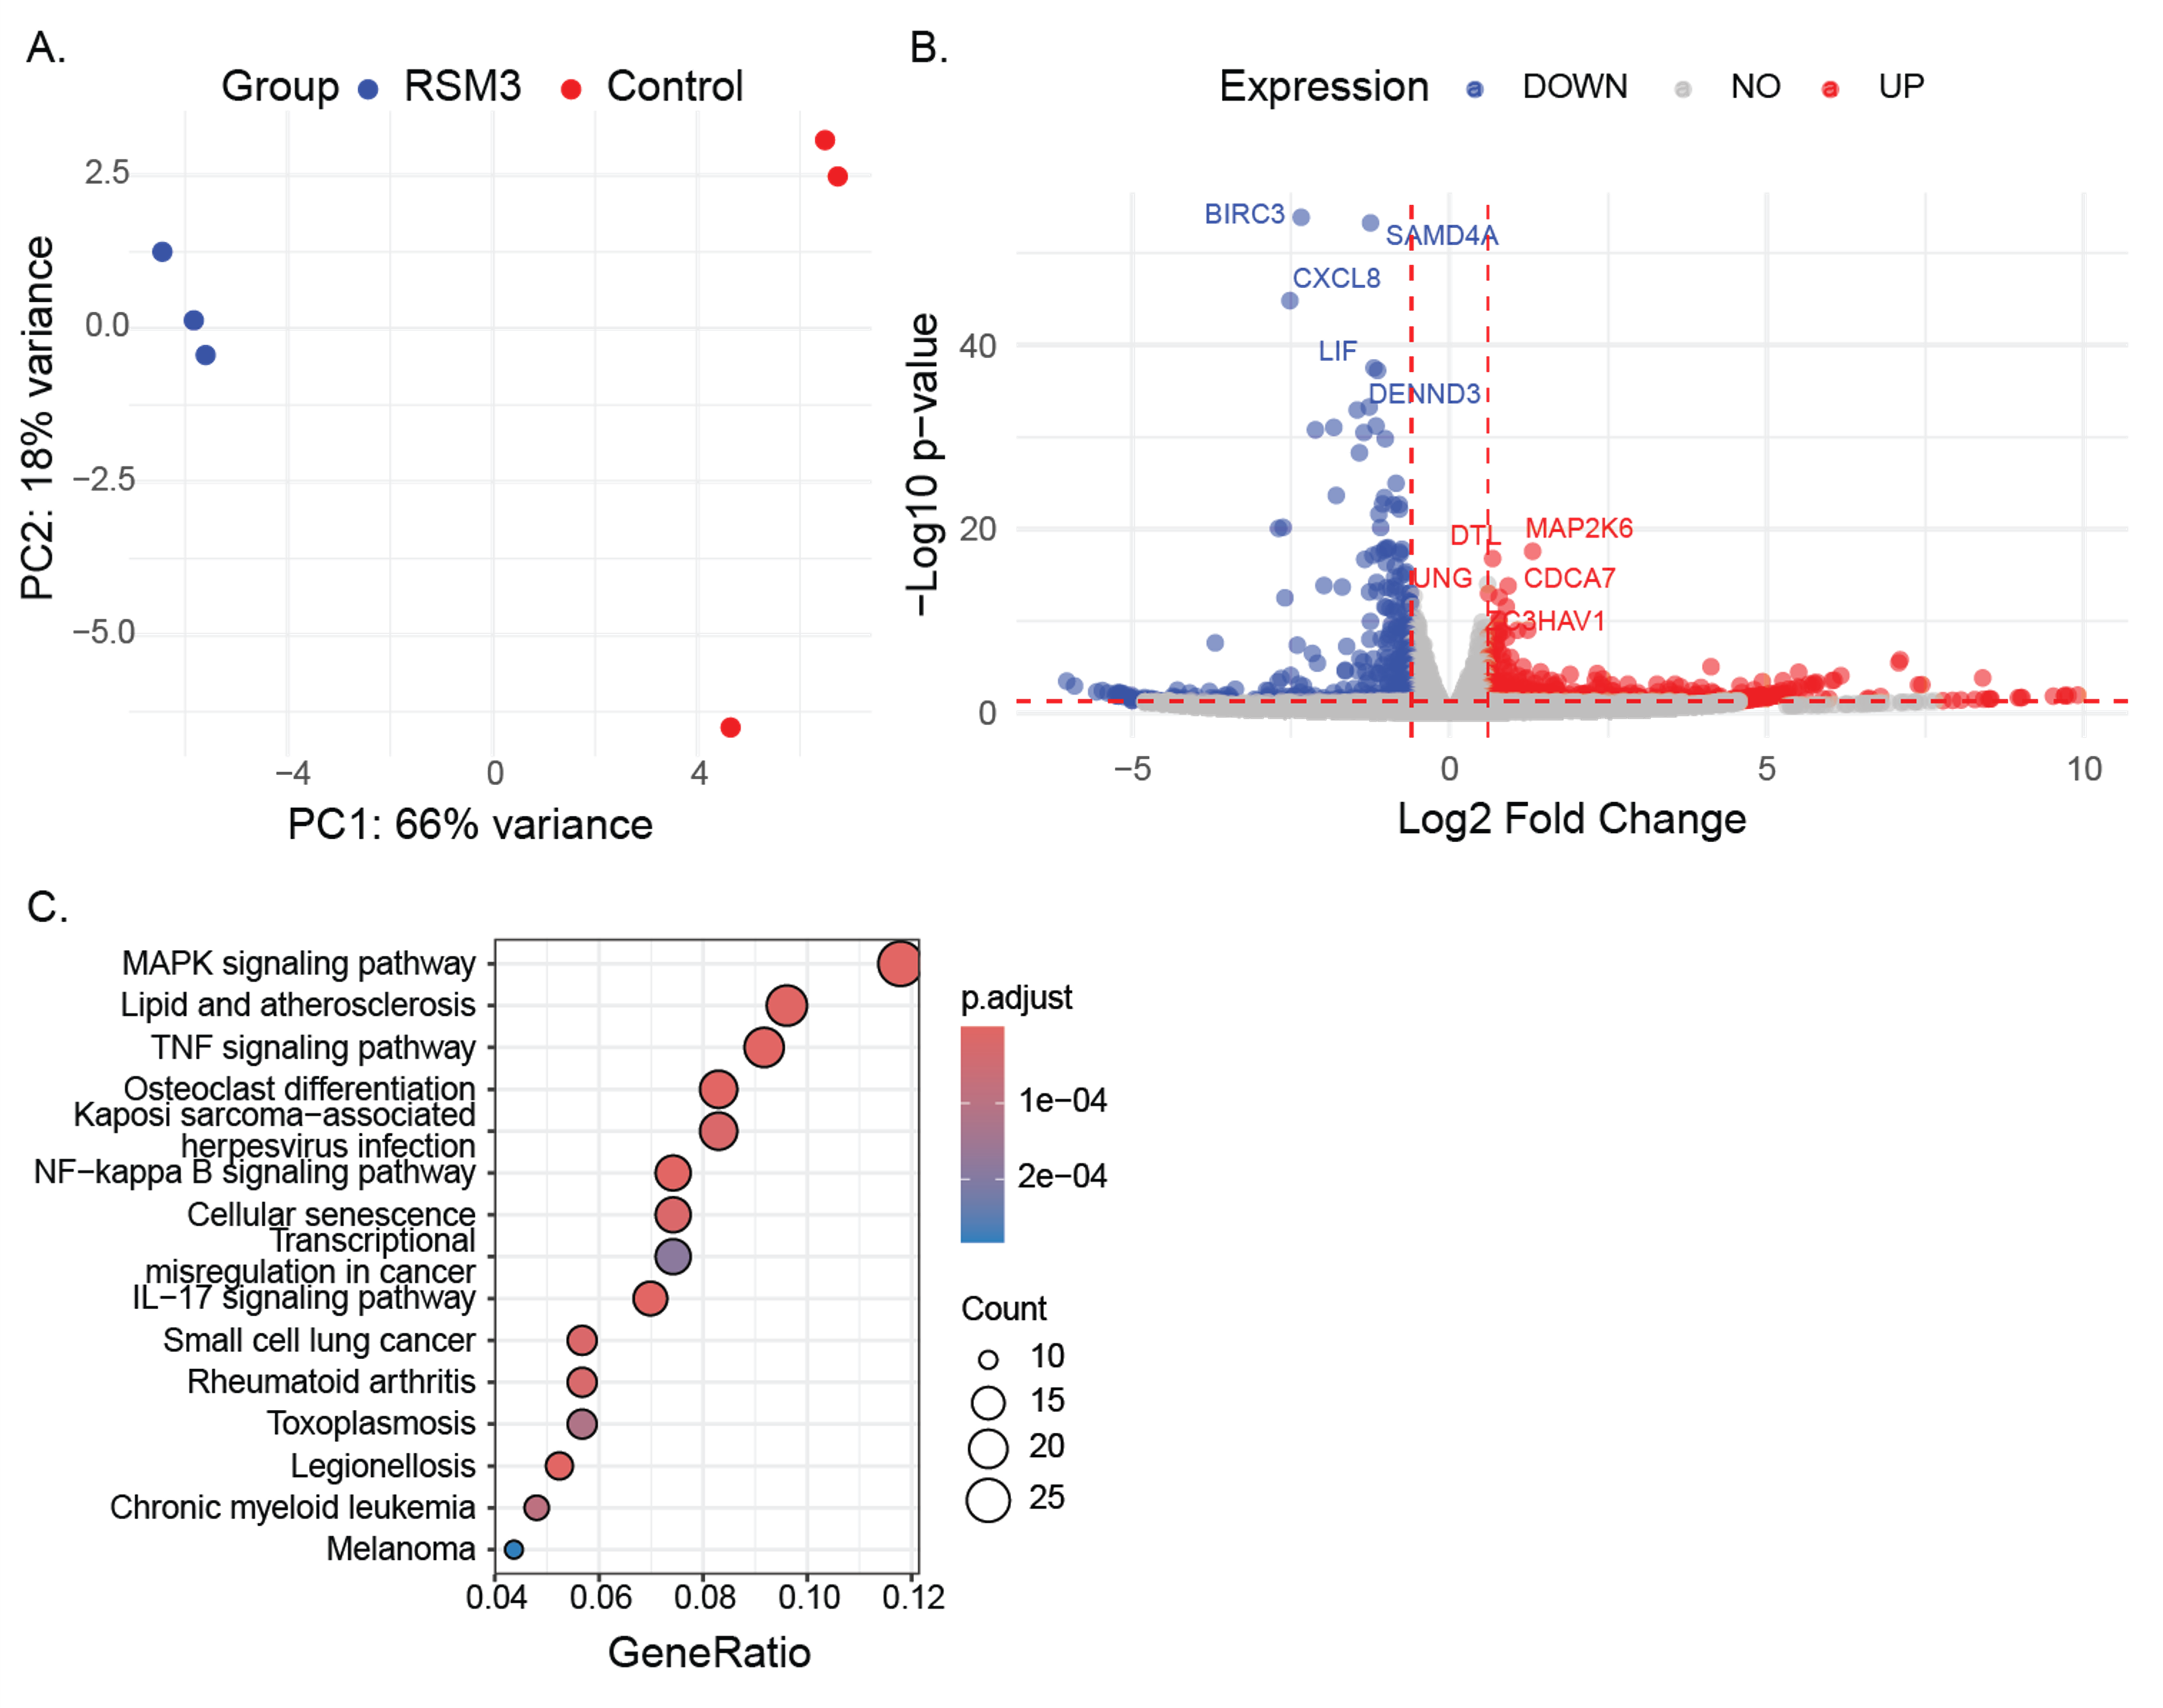 A.
Group RSM3 Control
2.5
0.0
−2.5
−5.0
PC2: 18% variance
−4 0 4
PC1: 66% variance
B.
Expression a DOWN a NO a UP
BIRC3
SAMD4A
CXCL8
LIF
DENND3
DTL
MAP2K6
UNG
CDCA7
ZC3HAV1
40
20
0
−Log10 p−value
−5 0 5 10
Log2 Fold Change
C.
MAPK signaling pathway
Lipid and atherosclerosis
TNF signaling pathway
Osteoclast differentiation
Kaposi sarcoma−associated
herpesvirus infection
NF−kappa B signaling pathway
Cellular senescence
Transcriptional
misregulation in cancer
IL−17 signaling pathway
Small cell lung cancer
Rheumatoid arthritis
Toxoplasmosis
Legionellosis
Chronic myeloid leukemia
Melanoma
0.04 0.06 0.08 0.10 0.12
GeneRatio
p.adjust
1e−04
2e−04
Count
10
15
20
25